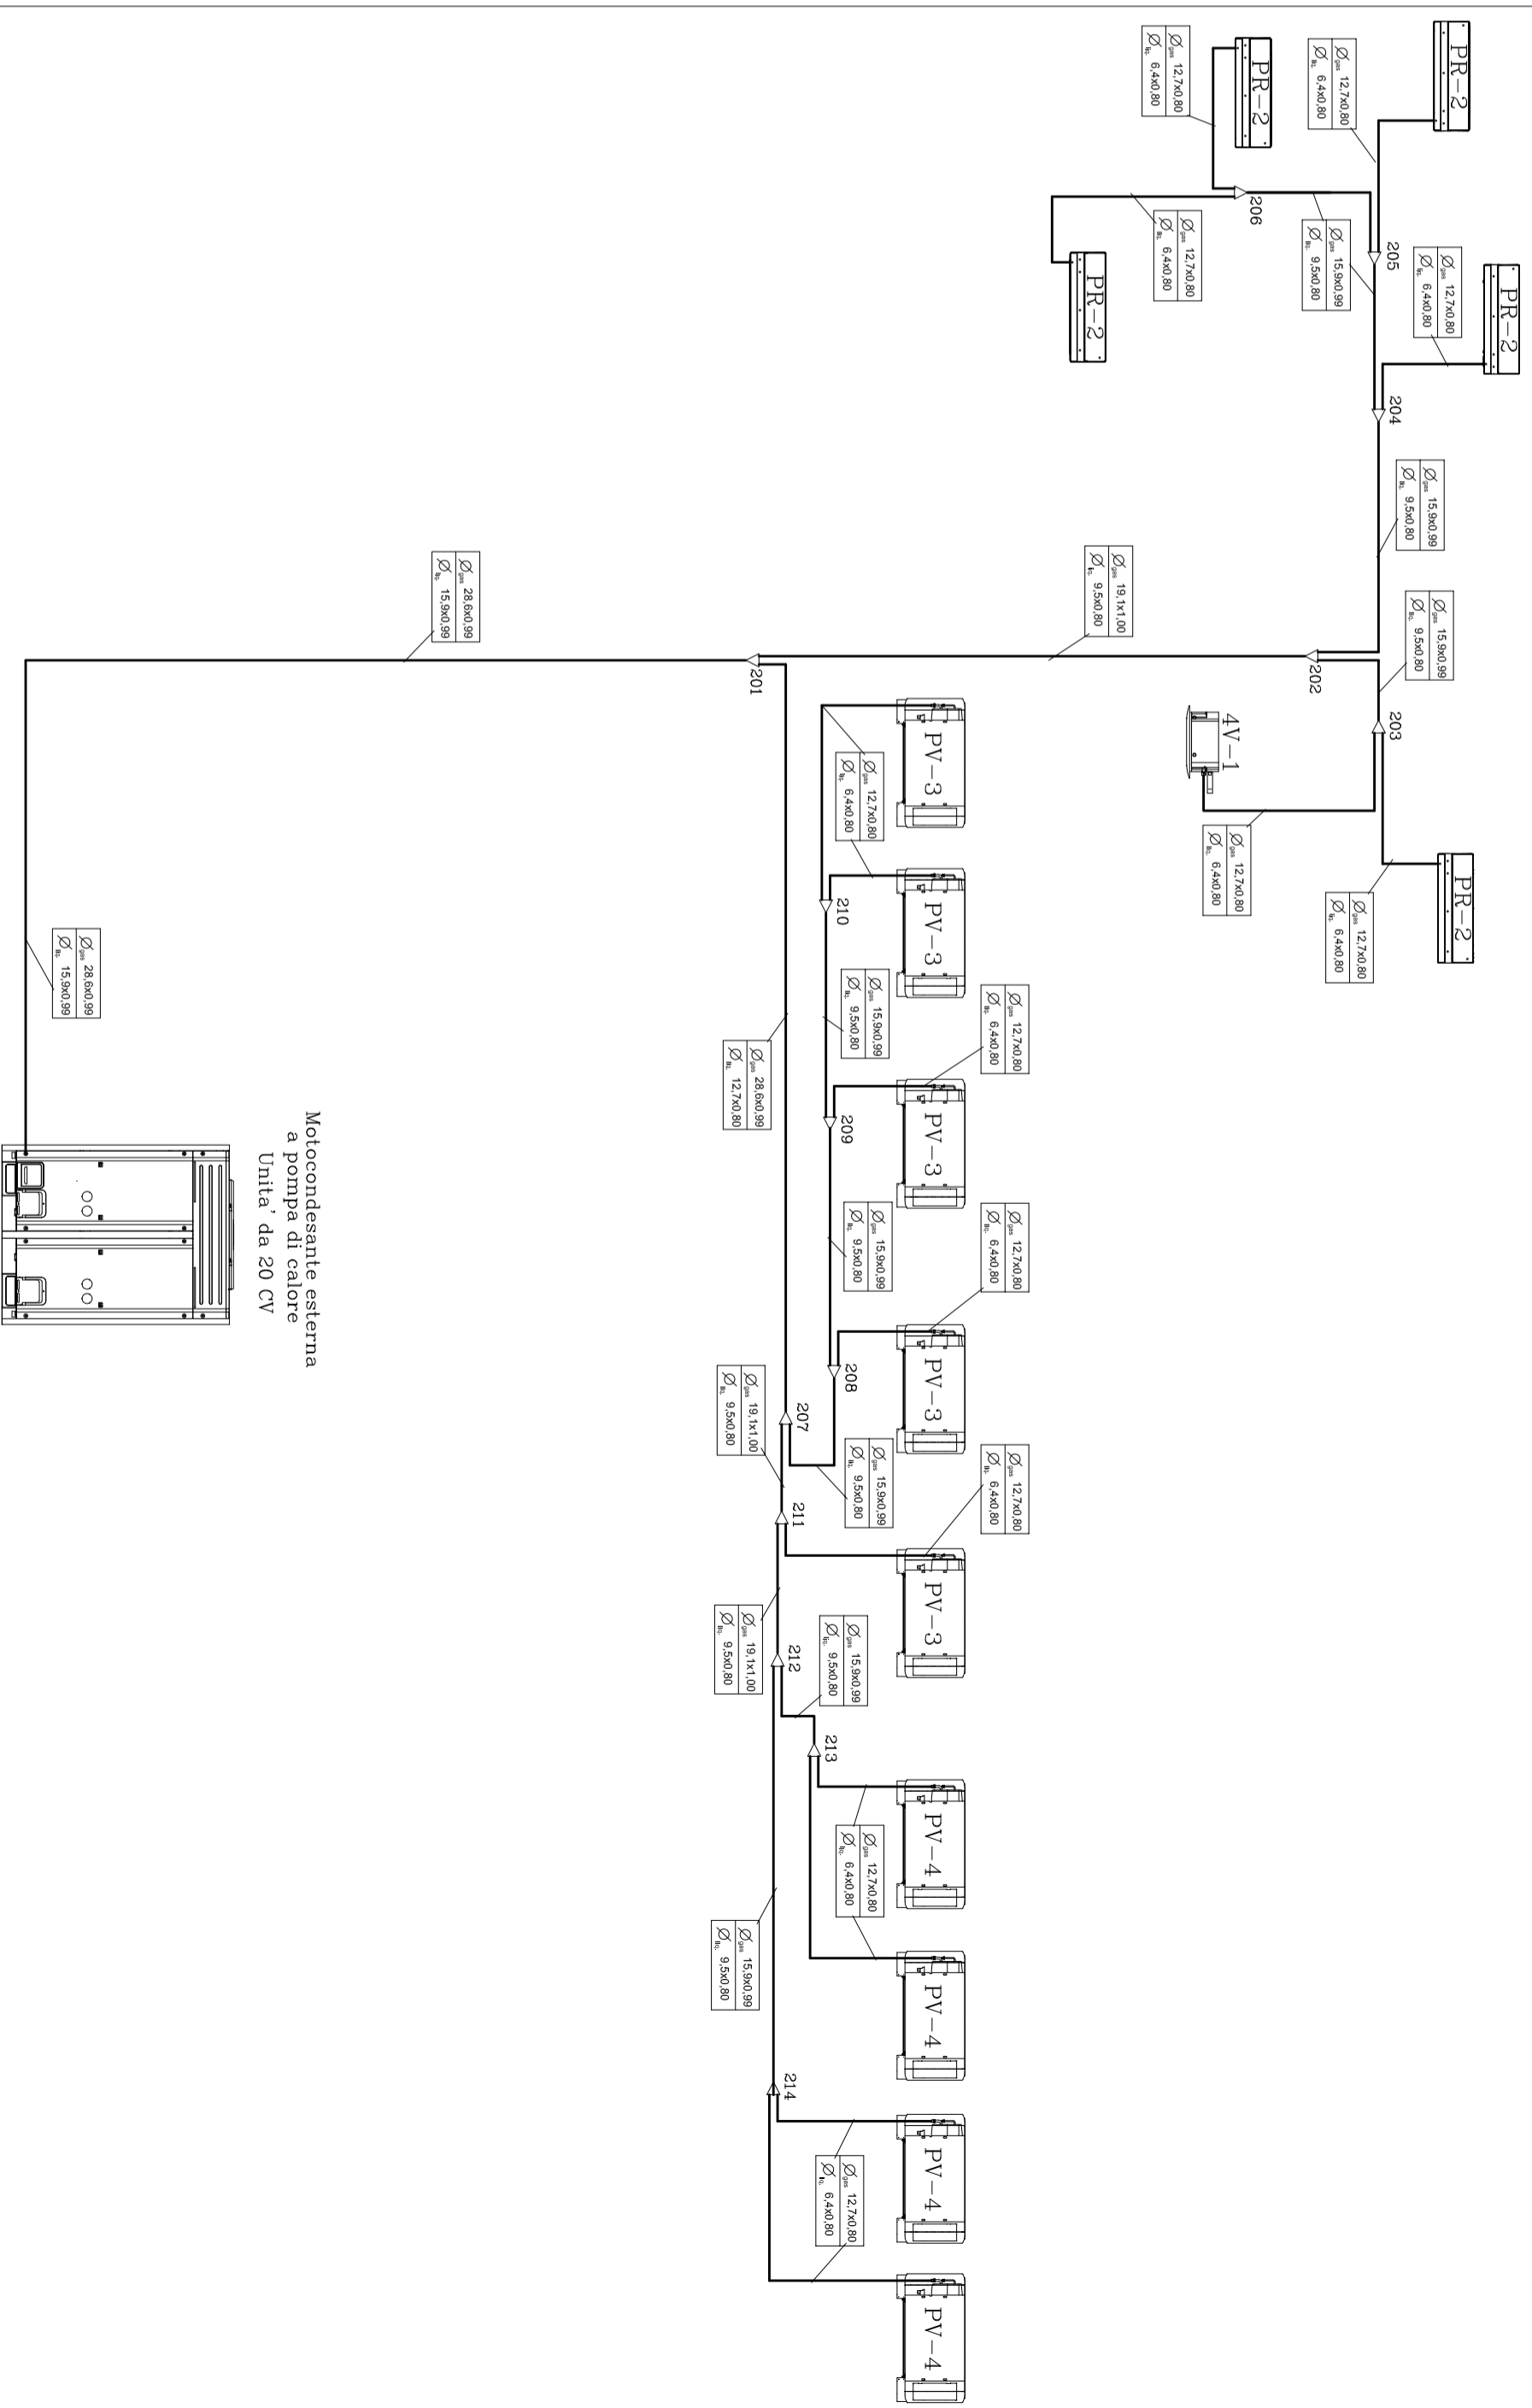 PR-2
PR-2
PR-2
Ø gas 12,7x0,80
Ø liq. 6,4x0,80
Ø gas 15,9x0,99
Ø liq. 9,5x0,80
Ø gas 15,9x0,99
Ø liq. 9,5x0,80
205
204
203
Ø gas 12,7x0,80
Ø liq. 6,4x0,80
Ø gas 12,7x0,80
Ø liq. 6,4x0,80
Ø gas 15,9x0,99
Ø liq. 9,5x0,80
202
PR-2
206
4V-1
Ø gas 12,7x0,80
Ø liq. 6,4x0,80
Ø gas 12,7x0,80
Ø liq. 6,4x0,80
Ø gas 12,7x0,80
Ø liq. 6,4x0,80
Ø gas 19,1x1,00
Ø liq. 9,5x0,80
PR-2
Ø gas 12,7x0,80
Ø liq. 6,4x0,80
Ø gas 12,7x0,80
Ø liq. 6,4x0,80
Ø gas 12,7x0,80
Ø liq. 6,4x0,80
PV-3
PV-3
PV-3
PV-3
PV-3
PV-4
PV-4
PV-4
PV-4
Ø gas 12,7x0,80
Ø liq. 6,4x0,80
Ø gas 15,9x0,99
Ø liq. 9,5x0,80
Ø gas 15,9x0,99
Ø liq. 9,5x0,80
Ø gas 15,9x0,99
Ø liq. 9,5x0,80
Ø gas 15,9x0,99
Ø liq. 9,5x0,80
Ø gas 12,7x0,80
Ø liq. 6,4x0,80
Ø gas 12,7x0,80
Ø liq. 6,4x0,80
210
209
208
213
207
211
212
214
201
Ø gas 28,6x0,99
Ø liq. 12,7x0,80
Ø gas 19,1x1,00
Ø liq. 9,5x0,80
Ø gas 19,1x1,00
Ø liq. 9,5x0,80
Ø gas 15,9x0,99
Ø liq. 9,5x0,80
Ø gas 28,6x0,99
Ø liq. 15,9x0,99
Motocondesante esterna
a pompa di calore
Unita' da 20 CV
Ø gas 28,6x0,99
Ø liq. 15,9x0,99